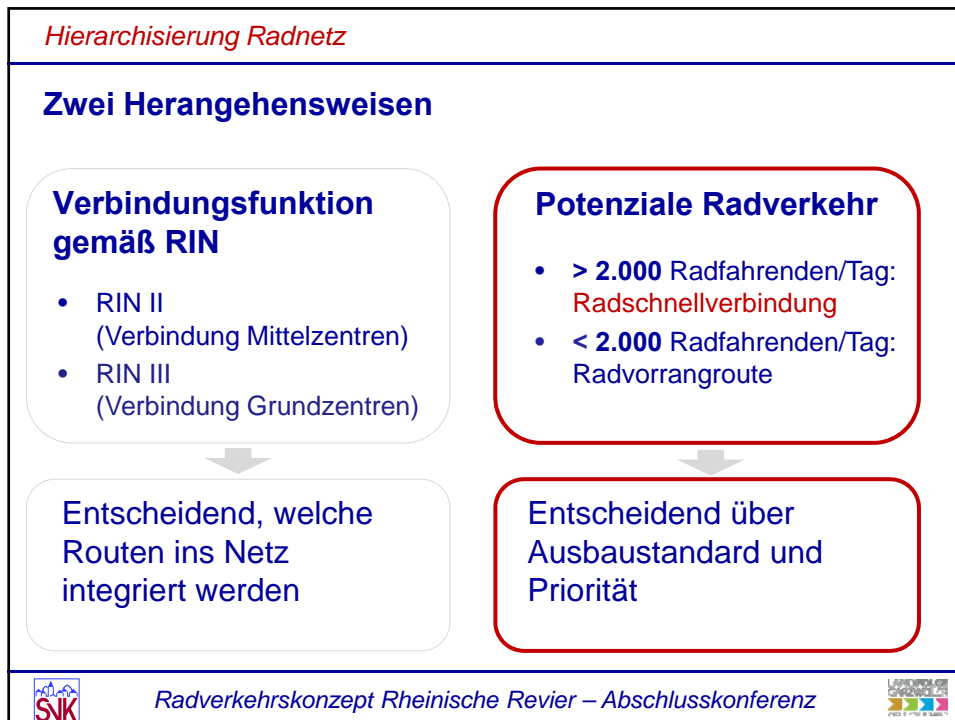 Hierarchisierung Radnetz
Zwei Herangehensweisen
Verbindungsfunktion
gemäß RIN
• RIN II
(Verbindung Mittelzentren)
• RIN III
(Verbindung Grundzentren)
Entscheidend, welche
Routen ins Netz
integriert werden
Potenziale Radverkehr
• > 2.000 Radfahrenden/Tag:
Radschnellverbindung
• < 2.000 Radfahrenden/Tag:
Radvorrangroute
Entscheidend über
Ausbaustandard und
Priorität
SVK
Radverkehrskonzept Rheinische Revier – Abschlusskonferenz